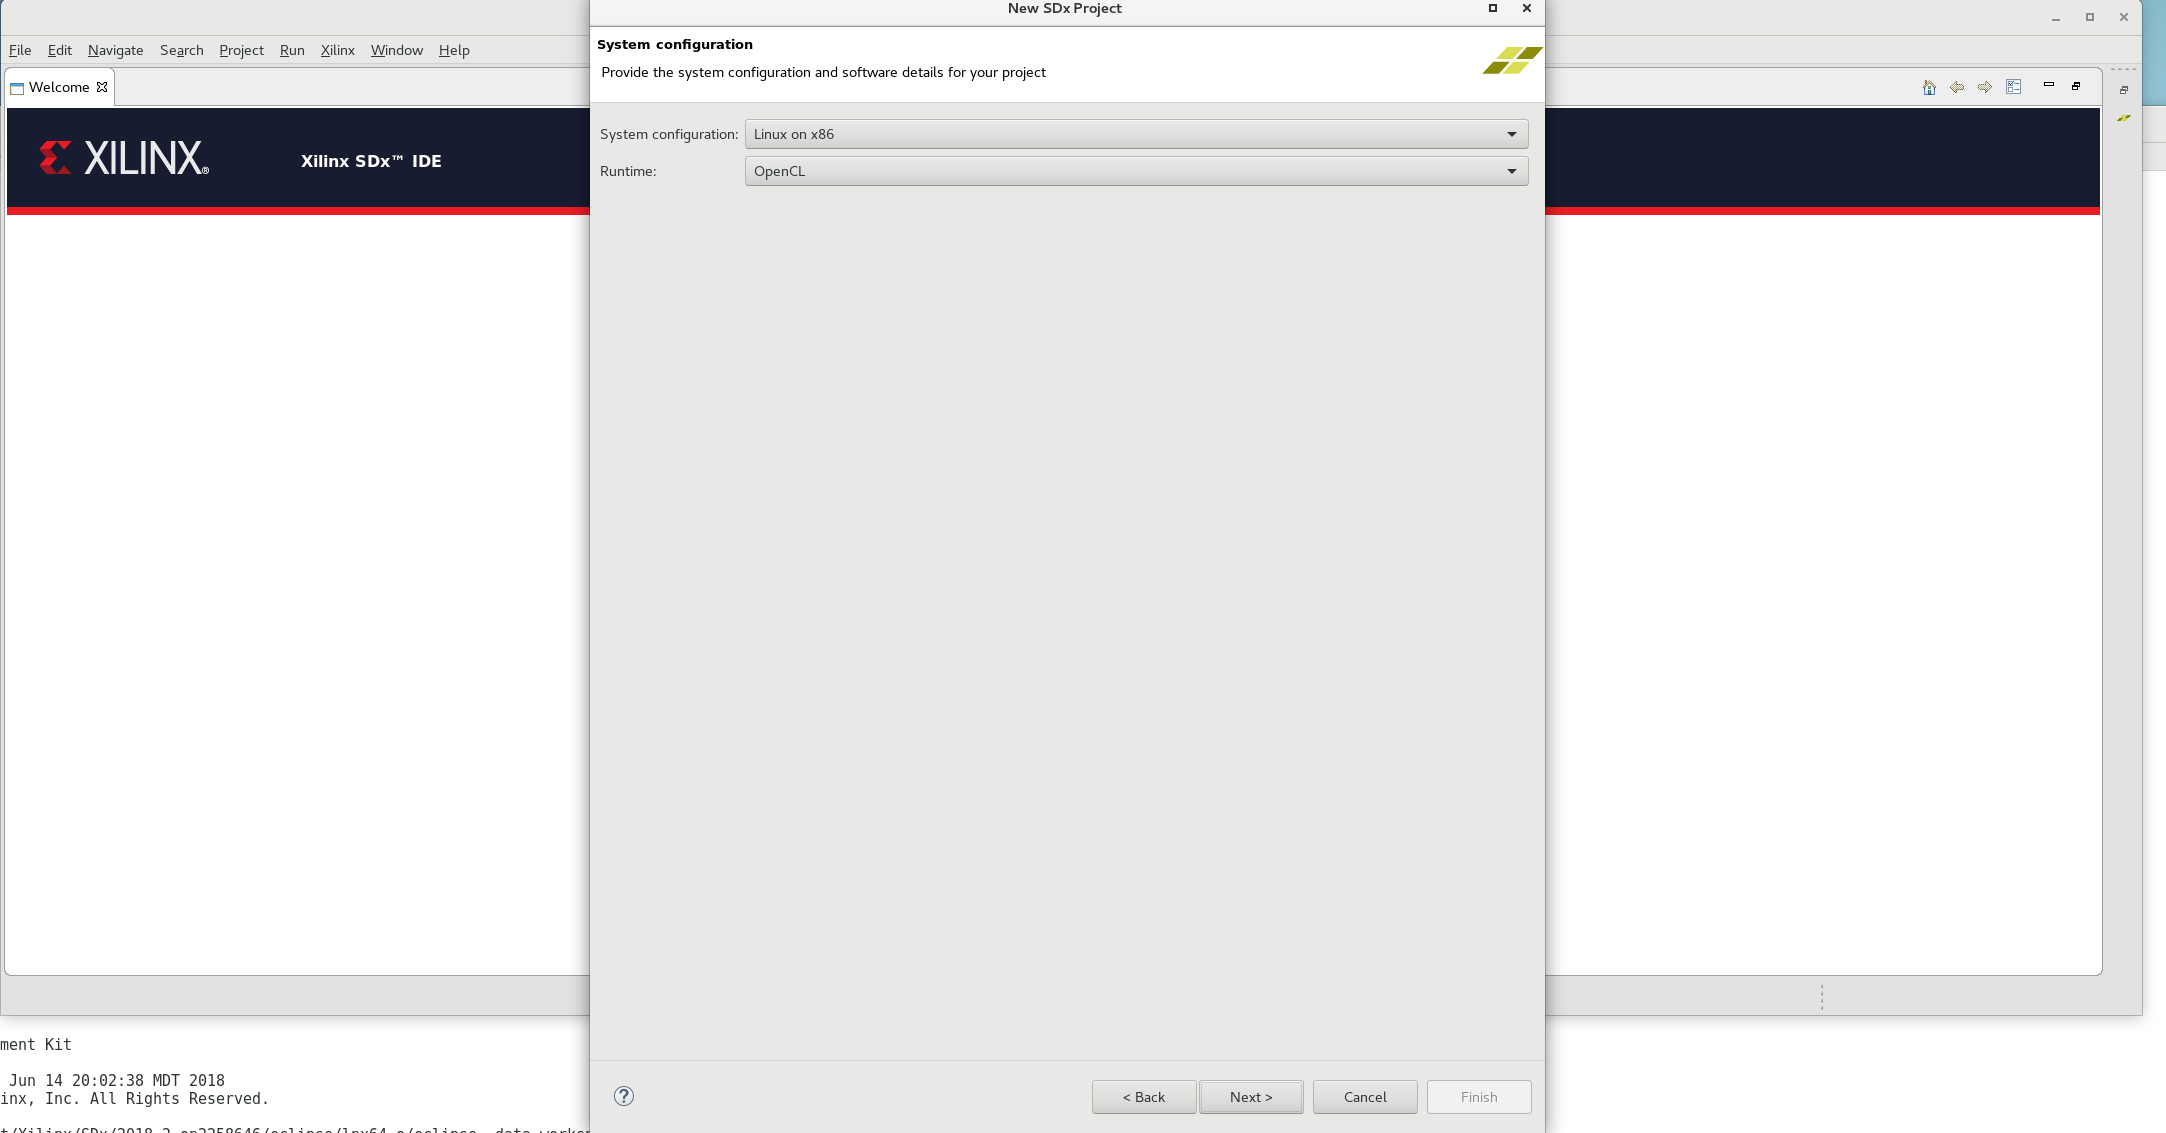 New SDx Project
System configuration
Provide the system configuration and software details for your project
File Edit Navigate Search Project Run Xilinx Window Help
Welcome
XILINX®
Xilinx SDx™ IDE
System configuration: Linux on x86
Runtime: OpenCL
ment Kit
Jun 14 20:02:38 MDT 2018
inx, Inc. All Rights Reserved.
? < Back Next > Cancel Finish